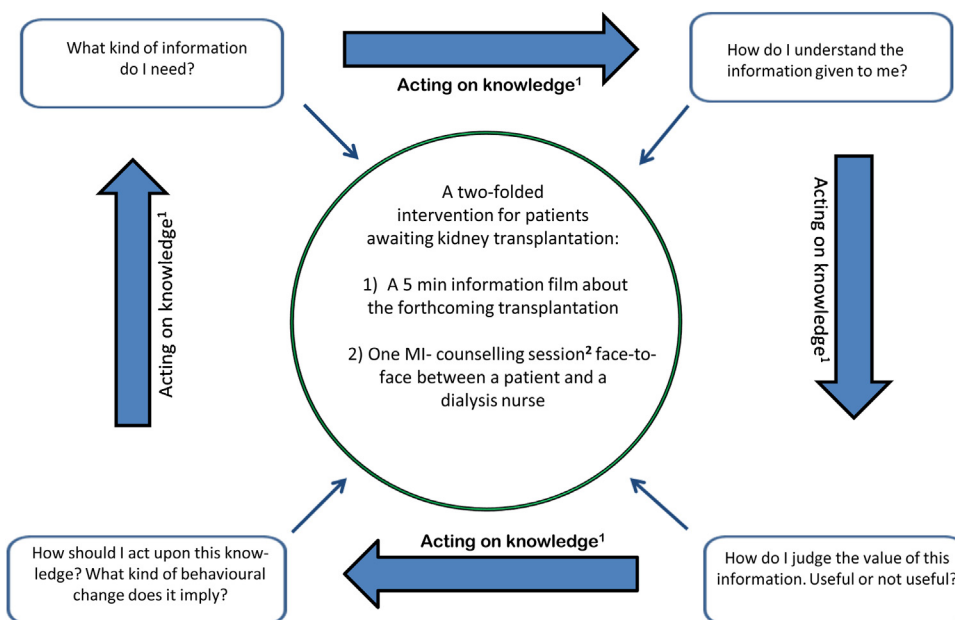 What kind of information
do I need?
Acting on knowledge¹
How do I understand the
information given to me?
Acting on knowledge¹
A two-folded
intervention for patients
awaiting kidney transplantation:
1) A 5 min information film about
the forthcoming transplantation
2) One MI- counselling session² face-to-
face between a patient and a
dialysis nurse
Acting on knowledge¹
How do I judge the value of this
information. Useful or not useful?
Acting on knowledge¹
How should I act upon this know-
ledge? What kind of behavioural
change does it imply?